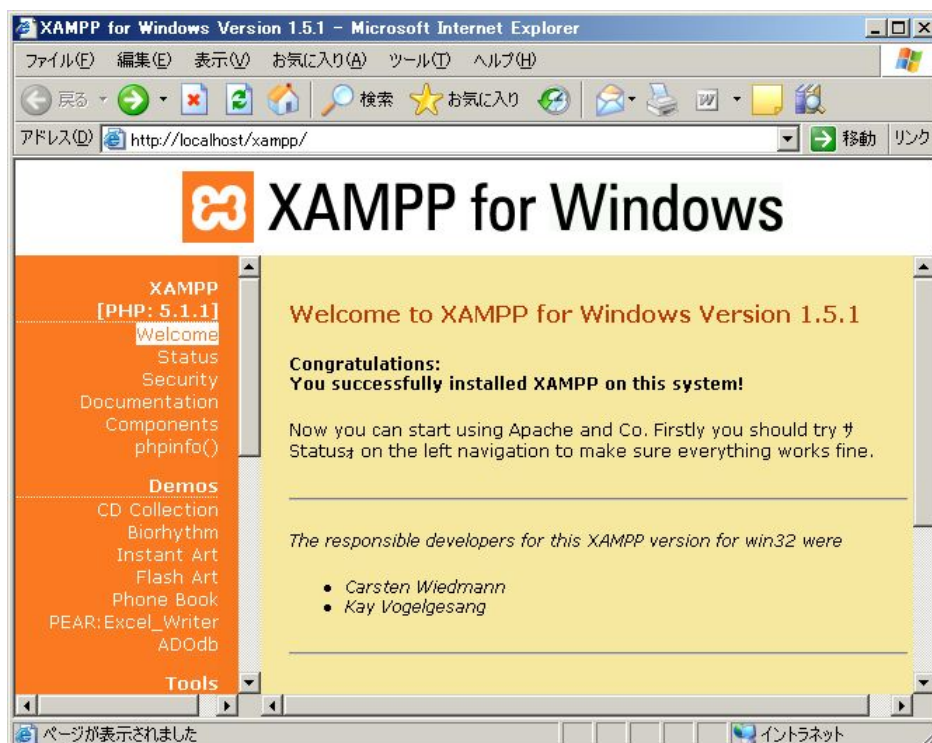 XAMPP for Windows Version 1.5.1 - Microsoft Internet Explorer
ファイル(F) 編集(E) 表示(V) お気に入り(A) ツール(T) ヘルプ(H)
戻る 検索 お気に入り
アドレス(D) http://localhost/xampp/ 移動 リンク
XAMPP for Windows
XAMPP
[PHP: 5.1.1]
Welcome
Status
Security
Documentation
Components
phpinfo()
Demos
CD Collection
Biorhythm
Instant Art
Flash Art
Phone Book
PEAR:Excel_Writer
ADOdb
Tools
Welcome to XAMPP for Windows Version 1.5.1
Congratulations:
You successfully installed XAMPP on this system!
Now you can start using Apache and Co. Firstly you should try ｻ
Statusｫ on the left navigation to make sure everything works fine.
The responsible developers for this XAMPP version for win32 were
• Carsten Wiedmann
• Kay Vogelgesang
ページが表示されました イントラネット